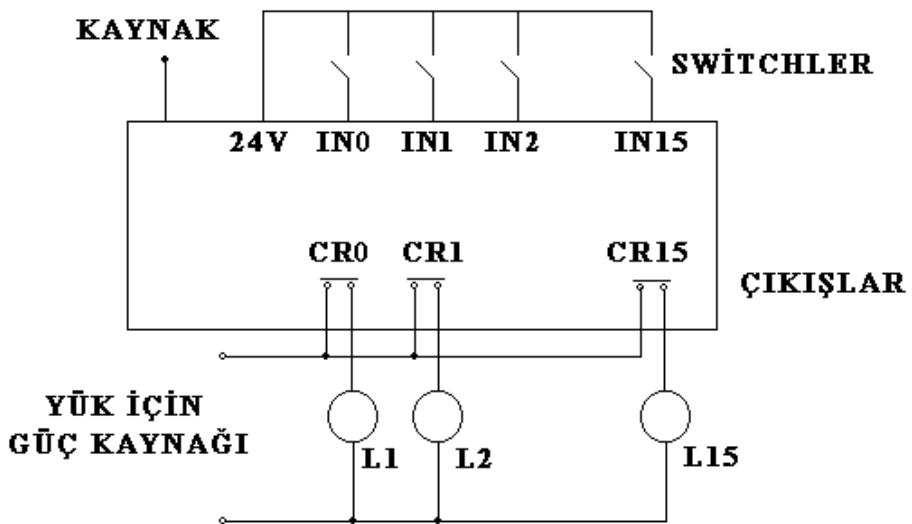 KAYNAK
SWİTCHLER
24V IN0 IN1 IN2 IN15
CR0 CR1 CR15
ÇIKIŞLAR
YÜK İÇİN
GÜÇ KAYNAĞI
L1 L2 L15